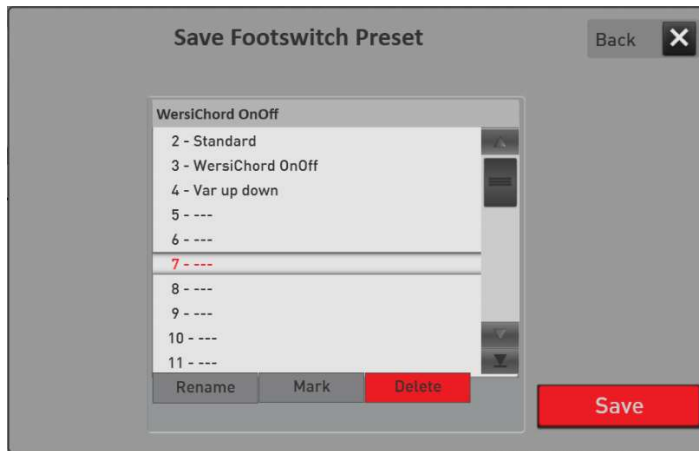 Save Footswitch Preset
Back
WersiChord OnOff
2 - Standard
3 - WersiChord OnOff
4 - Var up down
5 - ---
6 - ---
7 - ---
8 - ---
9 - ---
10 - ---
11 - ---
Rename Mark Delete
Save